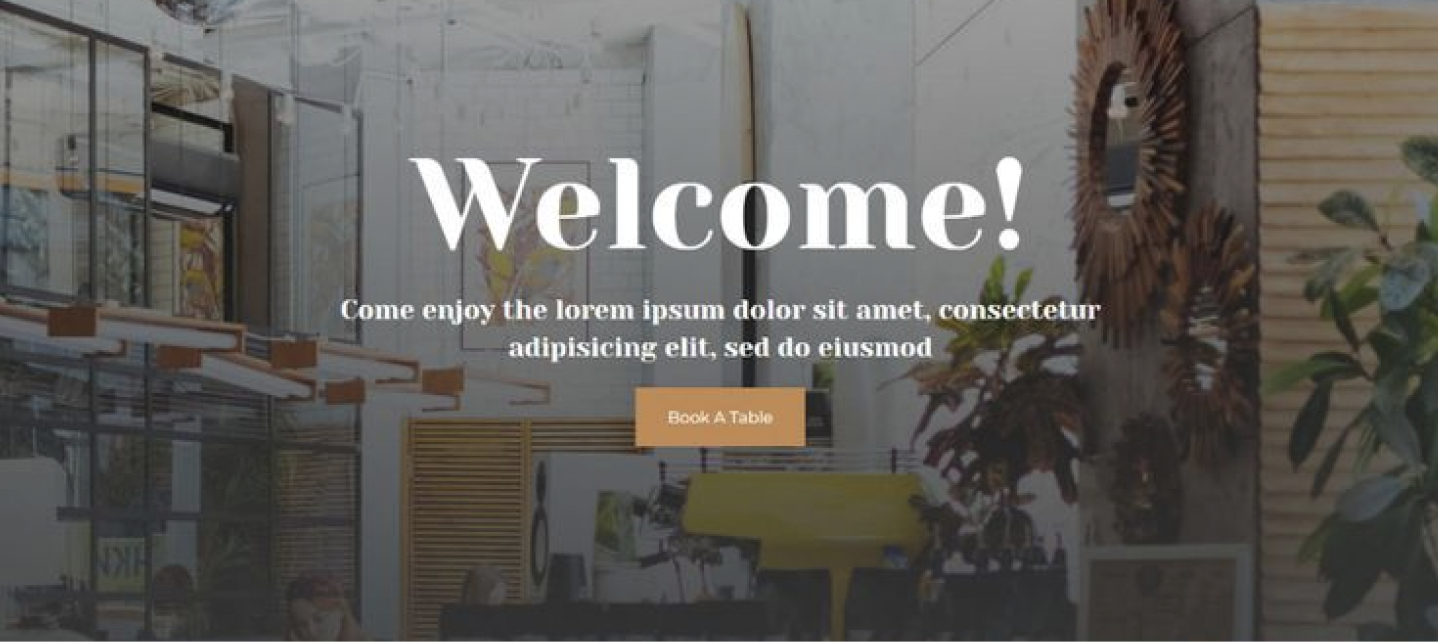 Welcome!
Come enjoy the lorem ipsum dolor sit amet, consectetur
adipisicing elit, sed do eiusmod
Book A Table